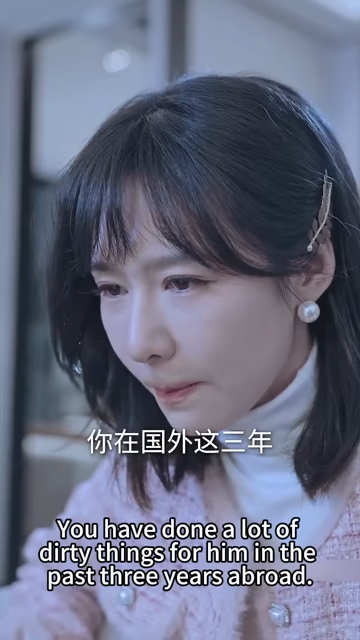 你在国外这三年
You have done a lot of
dirty things for him in the
past three years abroad.